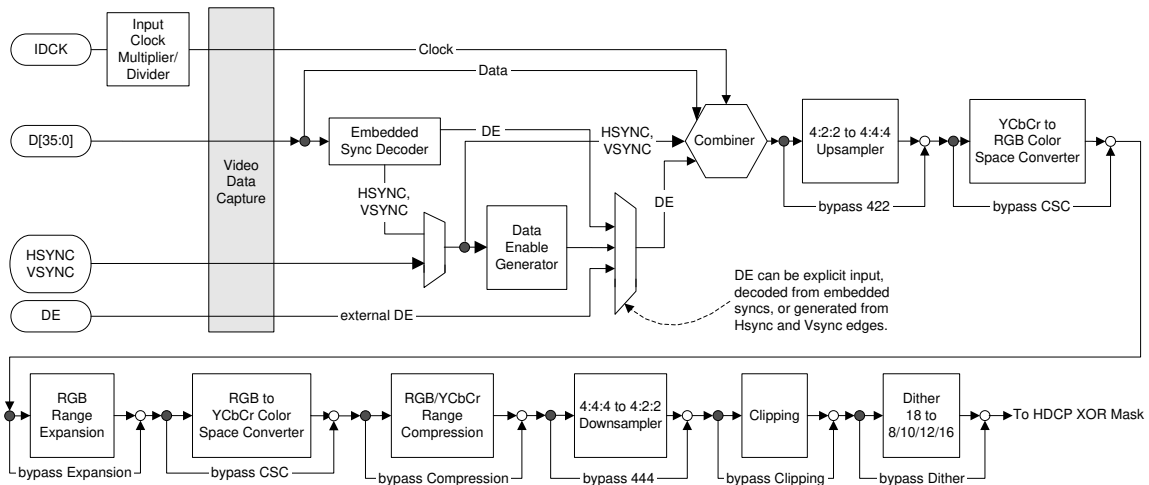 IDCK
Input
Clock
Multiplier/
Divider
Clock
Data
D[35:0]
Video
Data
Capture
Embedded
Sync Decoder
DE
HSYNC,
VSYNC
HSYNC,
VSYNC
Combiner
4:2:2 to 4:4:4
Upsampler
bypass 422
YCbCr to
RGB Color
Space Converter
bypass CSC
HSYNC
VSYNC
Data
Enable
Generator
DE
DE
external DE
DE can be explicit input,
decoded from embedded
syncs, or generated from
Hsync and Vsync edges.
RGB
Range
Expansion
bypass Expansion
RGB to
YCbCr Color
Space Converter
bypass CSC
RGB/YCbCr
Range
Compression
bypass Compression
4:4:4 to 4:2:2
Downsampler
bypass 444
Clipping
bypass Clipping
Dither
18 to
8/10/12/16
bypass Dither
To HDCP XOR Mask